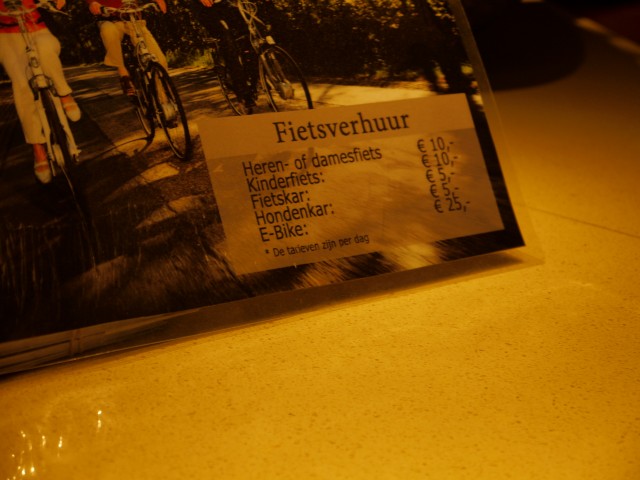 Fietsverhuur
Heren- of damesfiets € 10,-
Kinderfiets: € 10,-
Fietskar: € 5,-
Hondenkar: € 5,-
E-Bike: € 25,-
* De tarieven zijn per dag